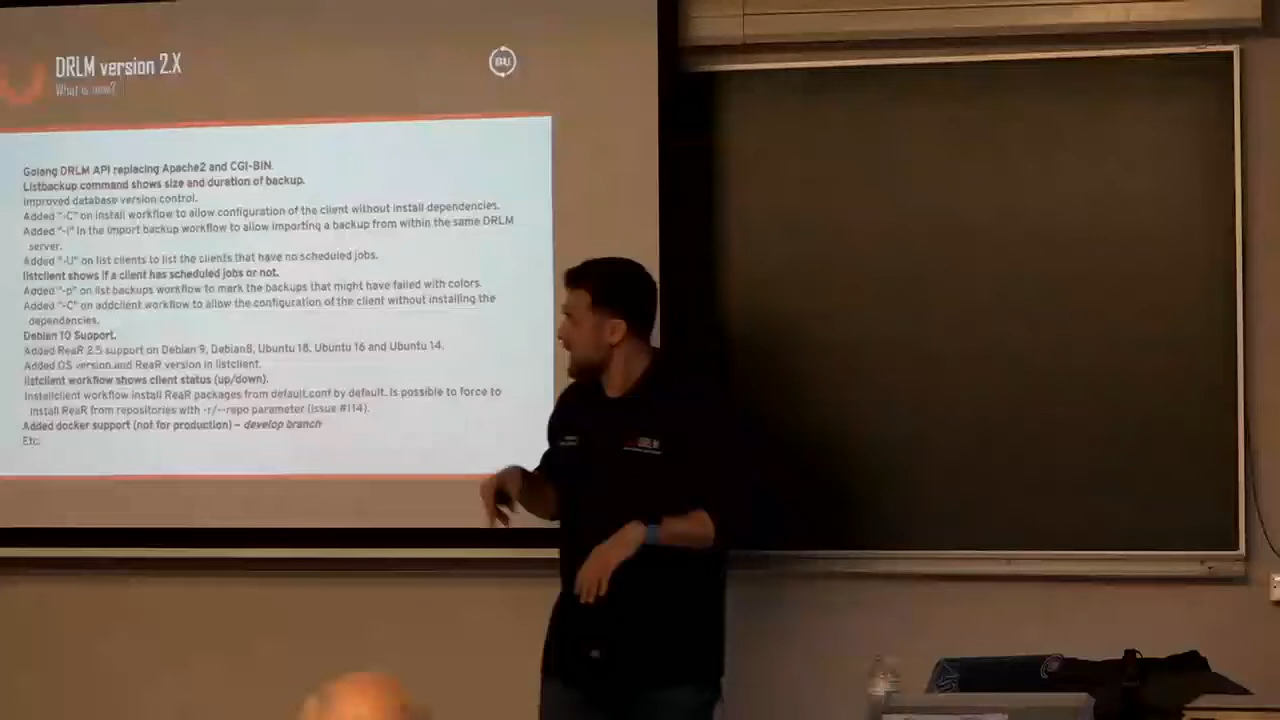 DRLM version 2.X
What is new?
Golang DRLM API replacing Apache2 and CGI-BIN.
Listbackup command shows size and duration of backup.
Improved database version control.
Added "-C" on install workflow to allow configuration of the client without install dependencies.
Added "-I" in the import backup workflow to allow importing a backup from within the same DRLM
server.
Added "-U" on list clients to list the clients that have no scheduled jobs.
listclient shows if a client has scheduled jobs or not.
Added "-p" on list backups workflow to mark the backups that might have failed with colors.
Added "-C" on addclient workflow to allow the configuration of the client without installing the
dependencies.
Debian 10 Support.
Added ReaR 2.5 support on Debian 9, Debian8, Ubuntu 18, Ubuntu 16 and Ubuntu 14.
Added OS version and ReaR version in listclient.
listclient workflow shows client status (up/down).
Installclient workflow install ReaR packages from default.conf by default. Is possible to force to
install ReaR from repositories with -r/--repo parameter (issue #114).
Added docker support (not for production) – develop branch
Etc.
DRLM